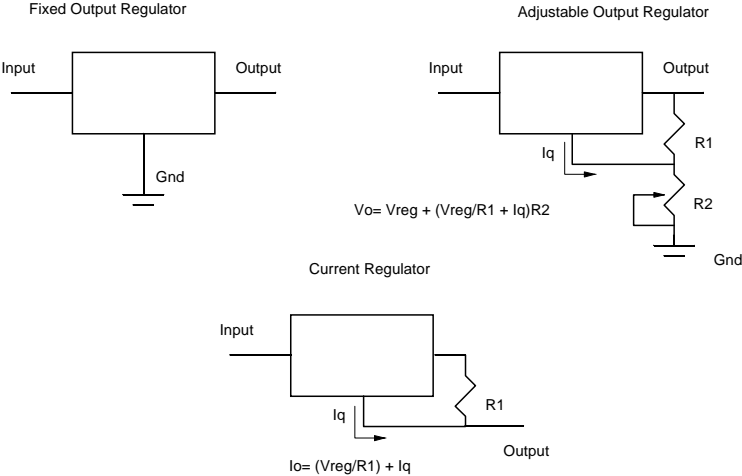 Fixed Output Regulator
Input
Output
Gnd
Adjustable Output Regulator
Input
Output
R1
Iq
R2
Vo= Vreg + (Vreg/R1 + Iq)R2
Gnd
Current Regulator
Input
R1
Iq
Output
Io= (Vreg/R1) + Iq